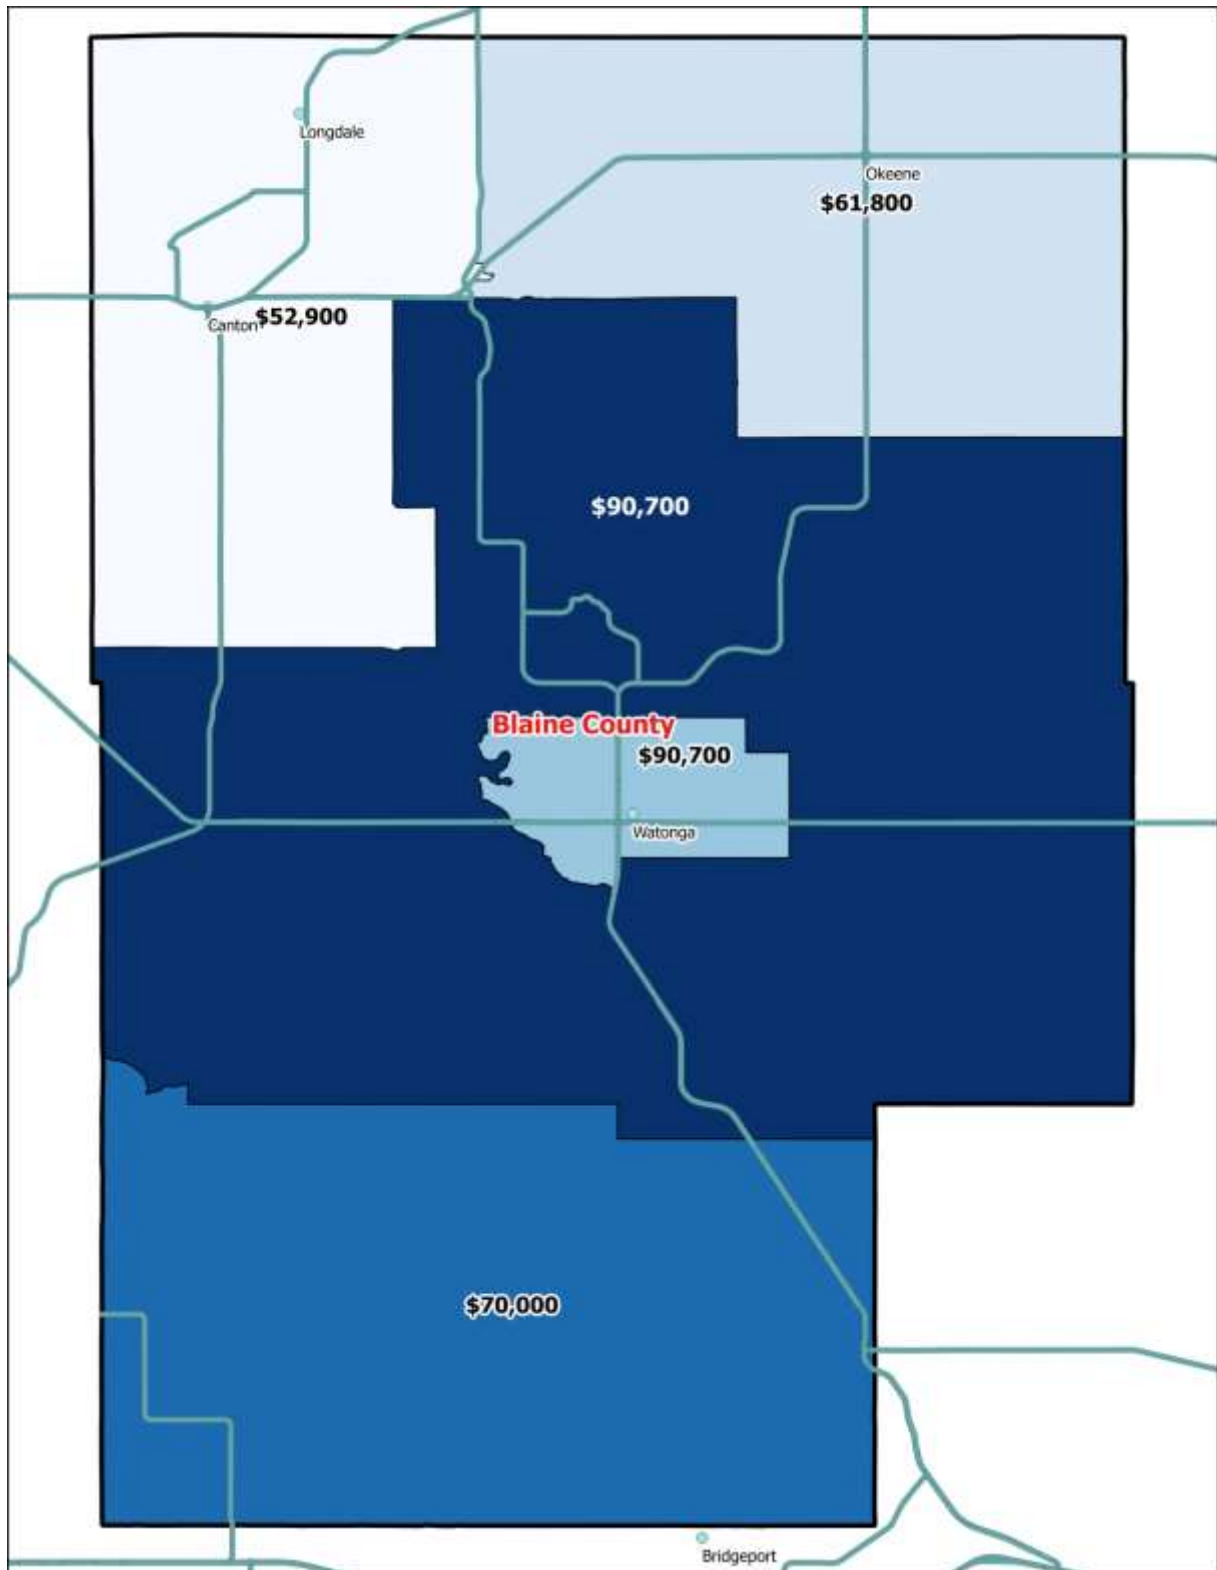 Longdale
Okeene
$61,800
Canton
$52,900
$90,700
Blaine County
$90,700
Watonga
$70,000
Bridgeport